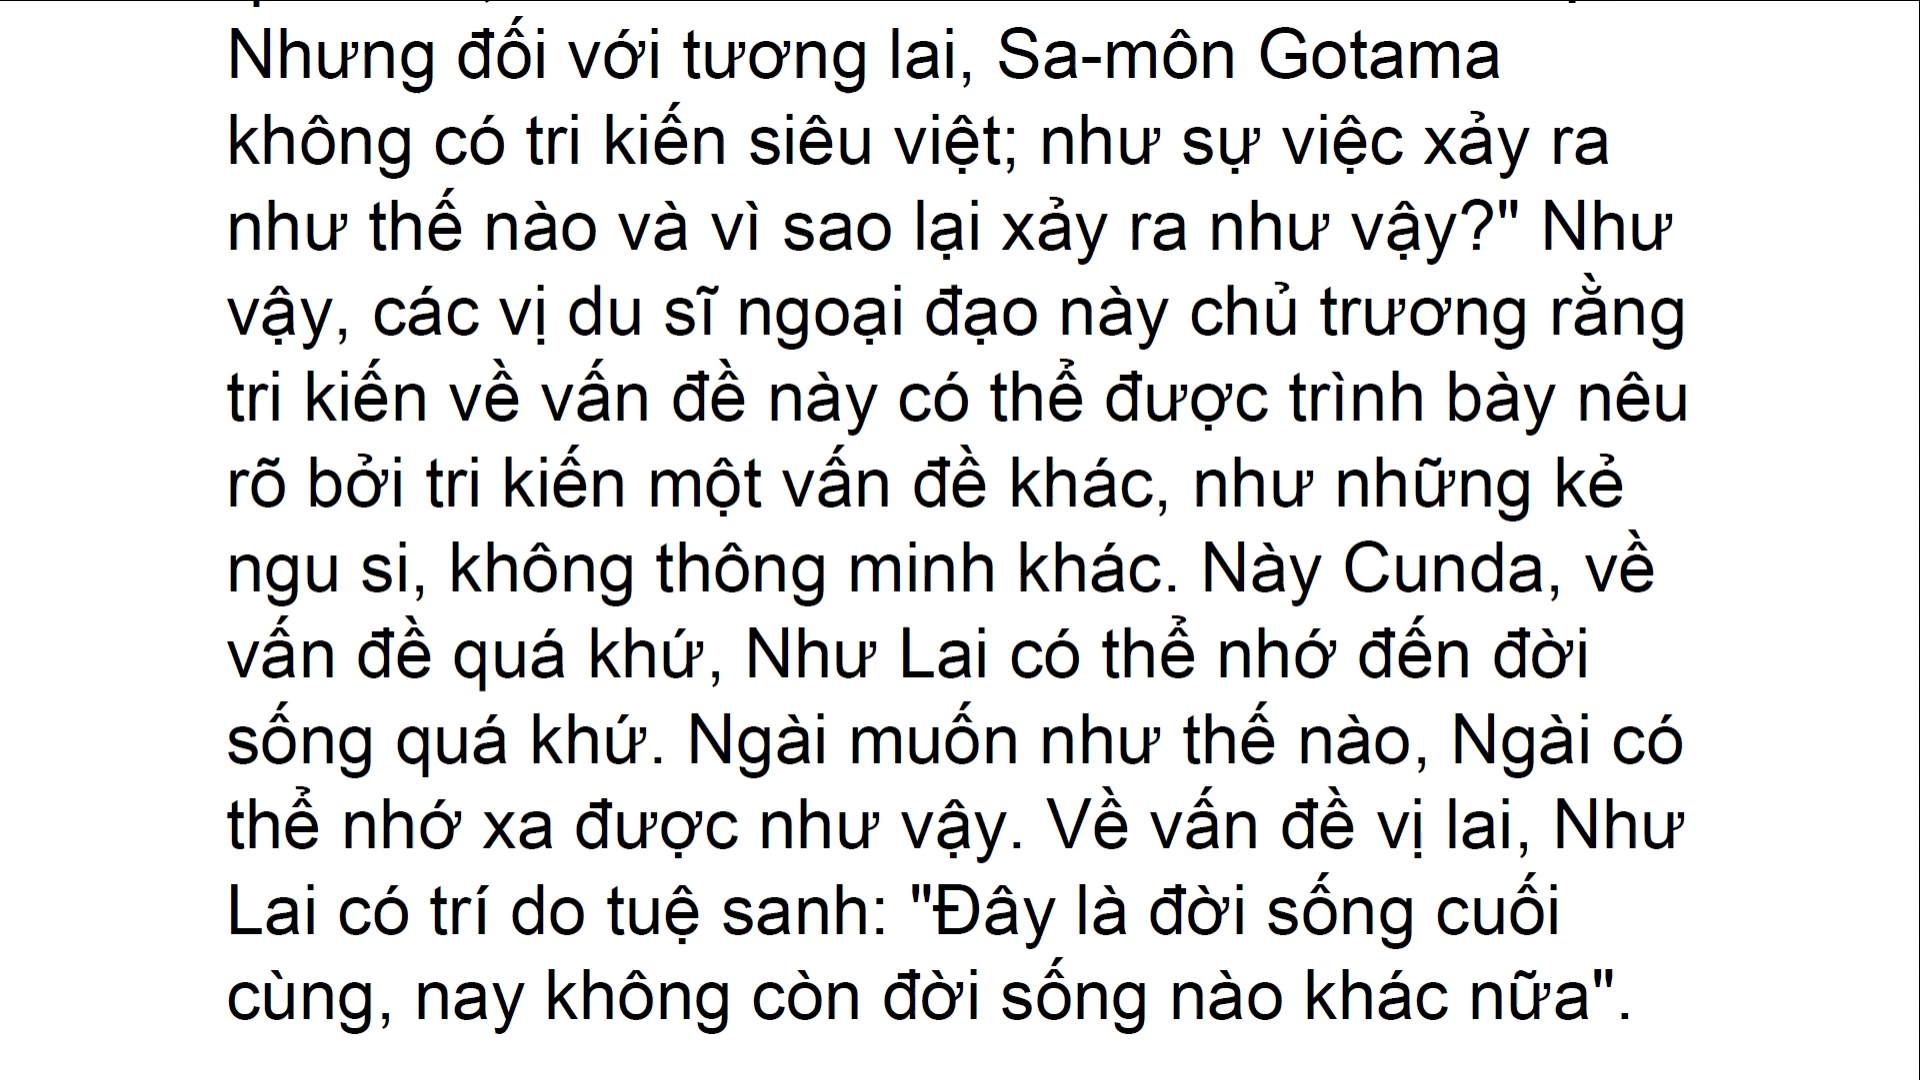 Nhưng đối với tương lai, Sa-môn Gotama
không có tri kiến siêu việt; như sự việc xảy ra
như thế nào và vì sao lại xảy ra như vậy?" Như
vậy, các vị du sĩ ngoại đạo này chủ trương rằng
tri kiến về vấn đề này có thể được trình bày nêu
rõ bởi tri kiến một vấn đề khác, như những kẻ
ngu si, không thông minh khác. Này Cunda, về
vấn đề quá khứ, Như Lai có thể nhớ đến đời
sống quá khứ. Ngài muốn như thế nào, Ngài có
thể nhớ xa được như vậy. Về vấn đề vị lai, Như
Lai có trí do tuệ sanh: "Đây là đời sống cuối
cùng, nay không còn đời sống nào khác nữa".